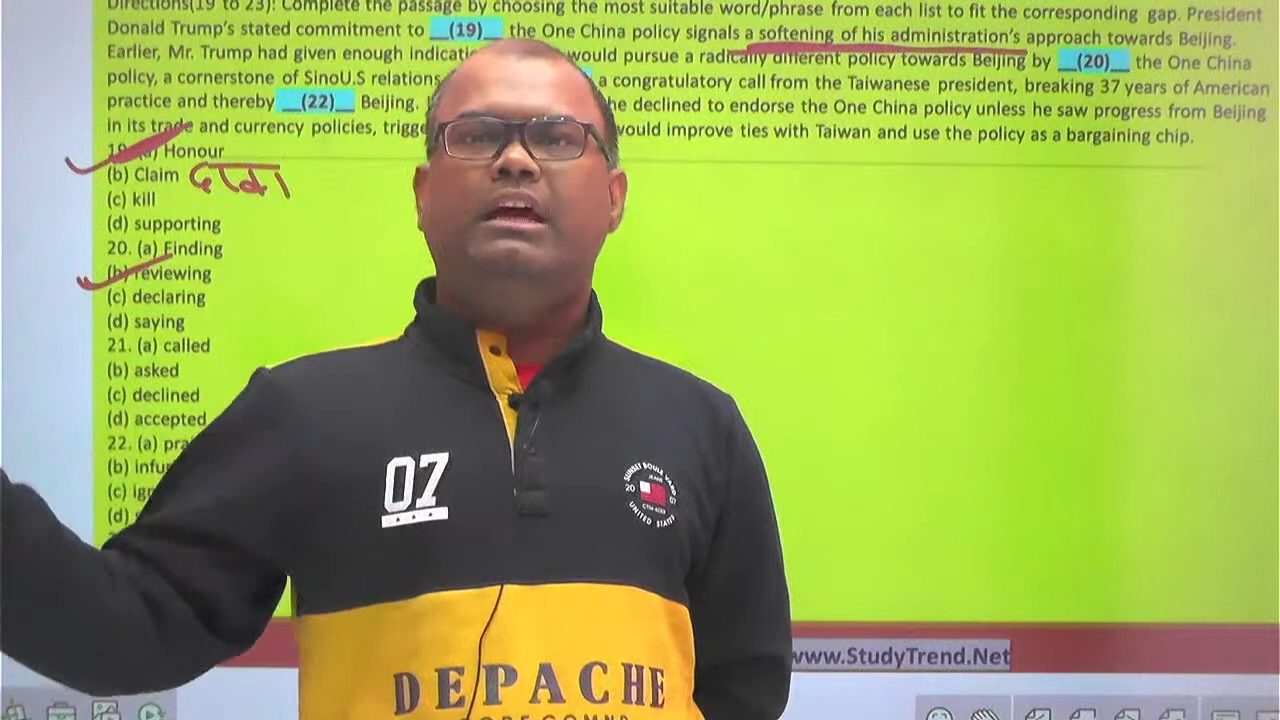 Directions(19 to 23): Complete the passage by choosing the most suitable word/phrase from each list to fit the corresponding gap. President
Donald Trump's stated commitment to __(19)__ the One China policy signals a softening of his administration's approach towards Beijing.
Earlier, Mr. Trump had given enough would pursue a radically different policy towards Beijing by __(20)__ the One China
policy, a cornerstone of SinoU.S relations a congratulatory call from the Taiwanese president, breaking 37 years of American
practice and thereby __(22)__ Beijing. he declined to endorse the One China policy unless he saw progress from Beijing
in its trade and currency policies, would improve ties with Taiwan and use the policy as a bargaining chip.
19. (a) Honour
(b) Claim
(c) kill
(d) supporting
20. (a) Finding
(b) reviewing
(c) declaring
(d) saying
21. (a) called
(b) asked
(c) declined
(d) accepted
22. (a)
(b)
(c)
(d)
07
SUNSET BOULEVARD
20
UNITED STATES
DEPACHE
www.StudyTrend.Net